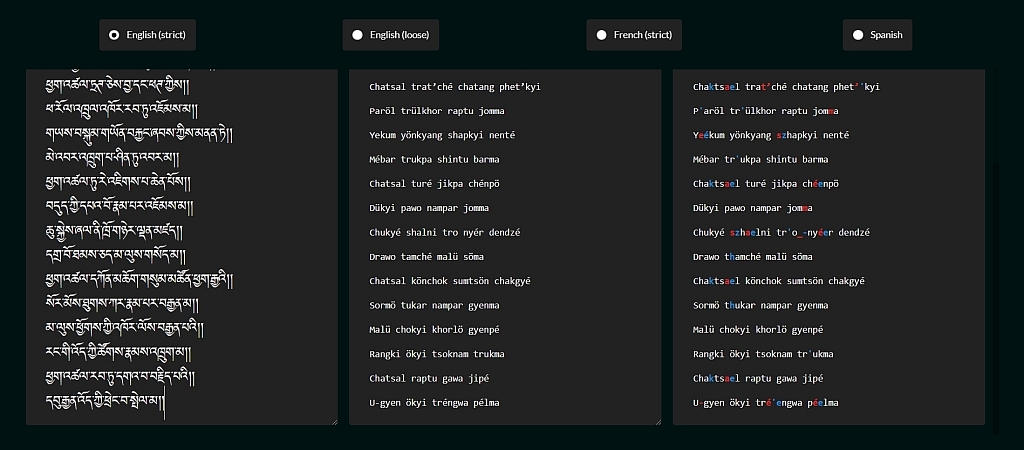 English (strict)
English (loose)
French (strict)
Spanish
ཕྱག་འཚལ་ཏྲཊ་ཅེས་བྱ་དང་ཕཊ་ཀྱིས།།
ཕ་རོལ་འཁྲུལ་འཁོར་རབ་ཏུ་འཇོམས་མ།།
གཡས་བསྐུམ་གཡོན་བརྐྱང་ཞབས་ཀྱིས་མནན་ཏེ།།
མེ་འབར་འཁྲུག་པ་ཤིན་ཏུ་འབར་མ།།
ཕྱག་འཚལ་ཏུ་རེ་འཇིགས་པ་ཆེན་པོས།།
བདུད་ཀྱི་དཔའ་བོ་རྣམ་པར་འཇོམས་མ།།
ཆུ་སྐྱེས་ཞལ་ནི་ཁྲོ་གཉེར་ལྡན་མཛད།།
དགྲ་བོ་ཐམས་ཅད་མ་ལུས་གསོད་མ།།
ཕྱག་འཚལ་དཀོན་མཆོག་གསུམ་མཚོན་ཕྱག་རྒྱའི།།
སོར་མོས་ཐུགས་ཀར་རྣམ་པར་བརྒྱན་མ།།
མ་ལུས་ཕྱོགས་ཀྱི་འཁོར་ལོས་བརྒྱན་པའི།།
རང་གི་འོད་ཀྱི་ཚོགས་རྣམས་འཁྲུག་མ།།
ཕྱག་འཚལ་རབ་ཏུ་དགའ་བ་བརྗིད་པའི།།
དབུ་རྒྱན་འོད་ཀྱི་ཕྲེང་བ་སྤེལ་མ།།
Chatsal trat’ché chatang phet’kyi
Paröl trülkhor raptu jomma
Yekum yönkyang shapkyi nenté
Mébar trukpa shintu barma
Chatsal turé jikpa chénpö
Dükyi pawo nampar jomma
Chukyé shalni tro nyér dendzé
Drawo tamché malü söma
Chatsal könchok sumtsön chakgyé
Sormö tukar nampar gyenma
Malü chokyi khorlö gyenpé
Rangki ökyi tsoknam trukma
Chatsal raptu gawa jipé
U-gyen ökyi tréngwa pélma
Chaktsael trat’ché chatang phet’'kyi
P'aröl tr'ülkhor raptu jomma
Yeékum yönkyang szhapkyi nenté
Mébar tr'ukpa shintu barma
Chaktsael turé jikpa chéenpö
Dükyi pawo nampar jomma
Chukyé szhaelni tr'o_-nyéer dendzé
Drawo thamché malü söma
Chaktsael könchok sumtsön chakgyé
Sormö thukar nampar gyenma
Malü chokyi khorlö gyenpé
Rangki ökyi tsoknam tr'ukma
Chaktsael raptu gawa jipé
U-gyen ökyi tré'engwa péelma